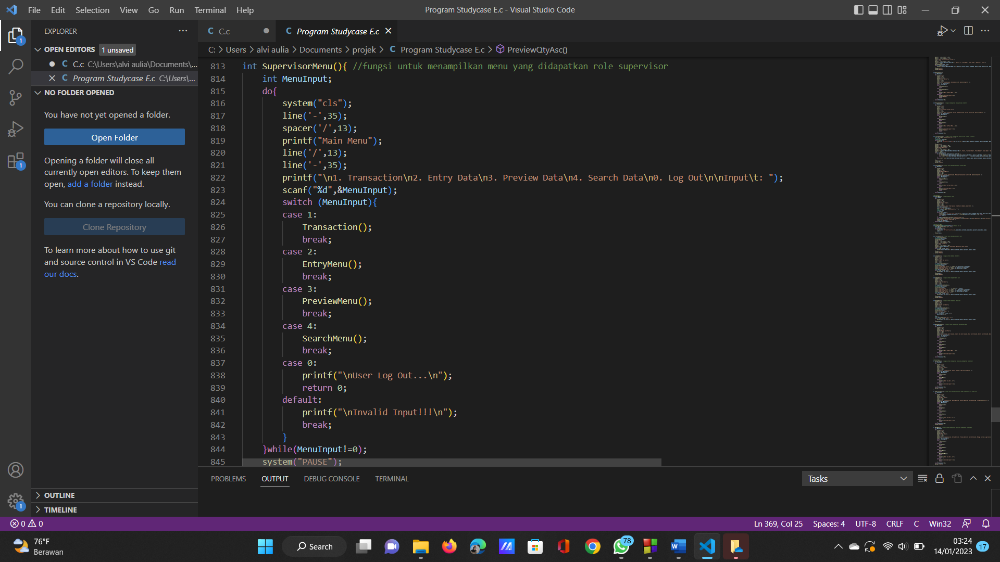 File Edit Selection View Go Run Terminal Help
Program Studycase E.c - Visual Studio Code
EXPLORER
OPEN EDITORS 1 unsaved
C C.c C:\Users\alvi aulia\Documents\...
C Program Studycase E.c C:\Users\...
NO FOLDER OPENED
You have not yet opened a folder.
Open Folder
Opening a folder will close all
currently open editors. To keep them
open, add a folder instead.
You can clone a repository locally.
Clone Repository
To learn more about how to use git
and source control in VS Code read
our docs.
OUTLINE
TIMELINE
1
1
1
C C.c
C Program Studycase E.c
C: > Users > alvi aulia > Documents > projek > C Program Studycase E.c > PreviewQtyAsc()
813 int SupervisorMenu(){ //fungsi untuk menampilkan menu yang didapatkan role supervisor
814 int MenuInput;
815 do{
816 system("cls");
817 line('-',35);
818 spacer('/',13);
819 printf("Main Menu");
820 line('/',13);
821 line('-',35);
822 printf("\n1. Transaction\n2. Entry Data\n3. Preview Data\n4. Search Data\n0. Log Out\n\nInput\t: ");
823 scanf("%d",&MenuInput);
824 switch (MenuInput){
825 case 1:
826 Transaction();
827 break;
828 case 2:
829 EntryMenu();
830 break;
831 case 3:
832 PreviewMenu();
833 break;
834 case 4:
835 SearchMenu();
836 break;
837 case 0:
838 printf("\nUser Log Out...\n");
839 return 0;
840 default:
841 printf("\nInvalid Input!!!\n");
842 break;
843 }
844 }while(MenuInput!=0);
845 system("PAUSE");
PROBLEMS OUTPUT DEBUG CONSOLE TERMINAL
Tasks
0 0
Ln 369, Col 25 Spaces: 4 UTF-8 CRLF C Win32
76°F
Berawan
Search
78
03:24
14/01/2023
17